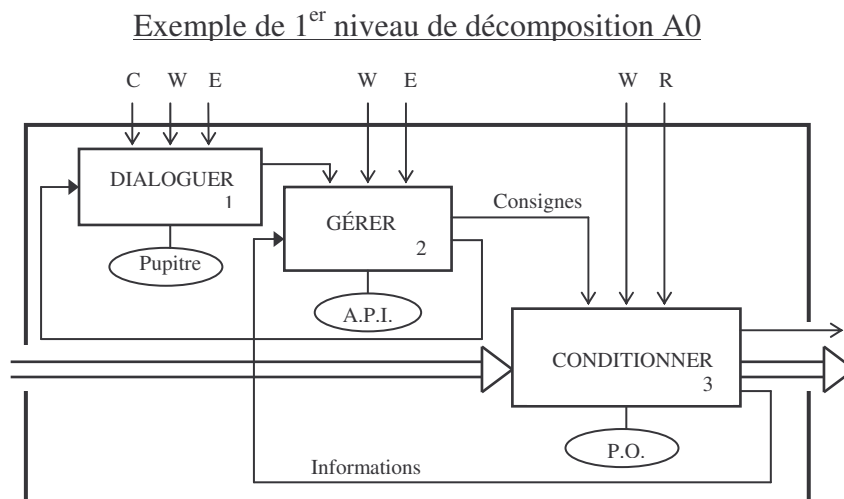 Exemple de 1er niveau de décomposition A0
C W E W E W R
DIALOGUER
1
Pupitre
GÉRER
2
A.P.I.
Consignes
CONDITIONNER
3
P.O.
Informations